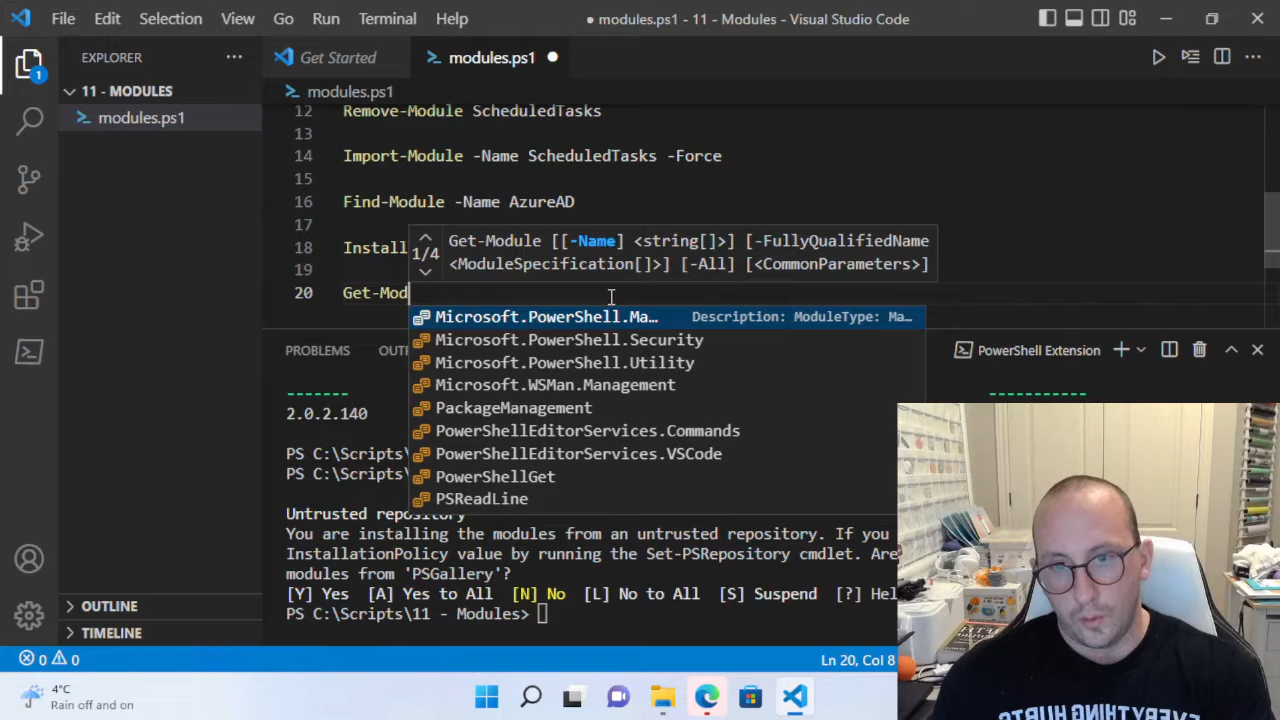 File Edit Selection View Go Run Terminal Help
● modules.ps1 - 11 - Modules - Visual Studio Code
EXPLORER
Get Started
modules.ps1
11 - MODULES
modules.ps1
modules.ps1
1
12 Remove-Module ScheduledTasks
13
14 Import-Module -Name ScheduledTasks -Force
15
16 Find-Module -Name AzureAD
17
18 Install
19
20 Get-Mod
1/4
Get-Module [[-Name] <string[]>] [-FullyQualifiedName
<ModuleSpecification[]>] [-All] [<CommonParameters>]
Microsoft.PowerShell.Ma… Description: ModuleType: Ma…
Microsoft.PowerShell.Security
Microsoft.PowerShell.Utility
Microsoft.WSMan.Management
PackageManagement
PowerShellEditorServices.Commands
PowerShellEditorServices.VSCode
PowerShellGet
PSReadLine
PROBLEMS OUT
PowerShell Extension
------- -----------
2.0.2.140
PS C:\Scripts\
PS C:\Scripts\
Untrusted repository
You are installing the modules from an untrusted repository. If you
InstallationPolicy value by running the Set-PSRepository cmdlet. Are
modules from 'PSGallery'?
[Y] Yes [A] Yes to All [N] No [L] No to All [S] Suspend [?] Hel
PS C:\Scripts\11 - Modules>
OUTLINE
TIMELINE
0 0
Ln 20, Col 8
4°C
Rain off and on
EVERYTHING HURTS